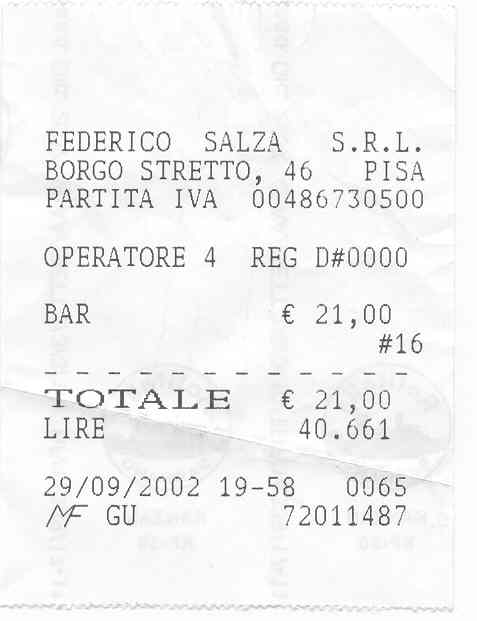 FEDERICO SALZA S.R.L.
BORGO STRETTO, 46 PISA
PARTITA IVA 00486730500
OPERATORE 4 REG D#0000
BAR € 21,00
#16
TOTALE € 21,00
LIRE 40.661
29/09/2002 19-58 0065
MF GU 72011487